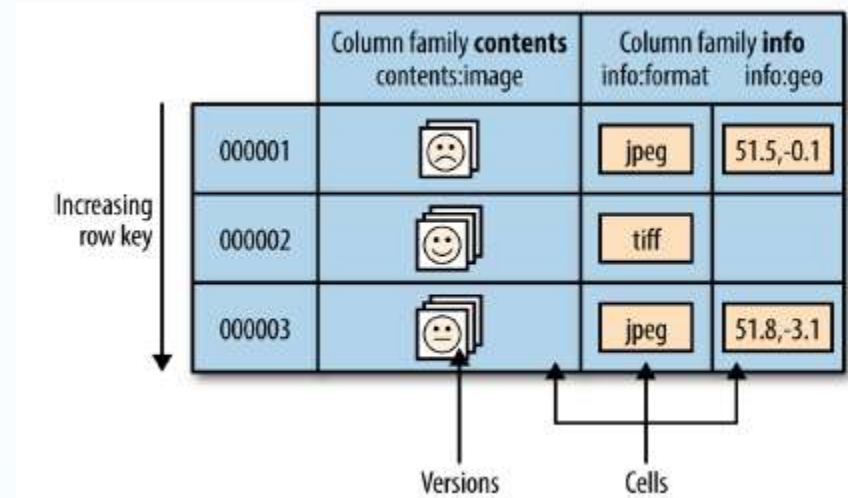 Column family contents
contents:image
Column family info
info:format info:geo
000001
jpeg
51.5,-0.1
Increasing
row key
000002
tiff
000003
jpeg
51.8,-3.1
Versions
Cells